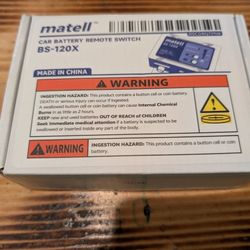 matell
CAR BATTERY REMOTE SWITCH
BS-120X
MADE IN CHINA
WARNING
INGESTION HAZARD: This product contains a button cell or coin battery.
DEATH or serious injury can occur if ingested.
A swallowed button cell or coin battery can cause Internal Chemical
Burns in as little as 2 hours.
KEEP new and used batteries OUT OF REACH of CHILDREN
Seek immediate medical attention if a battery is suspected to be
swallowed or inserted inside any part of the body.
WARNING
INGESTION HAZARD:
This product contains a button cell or coin battery.